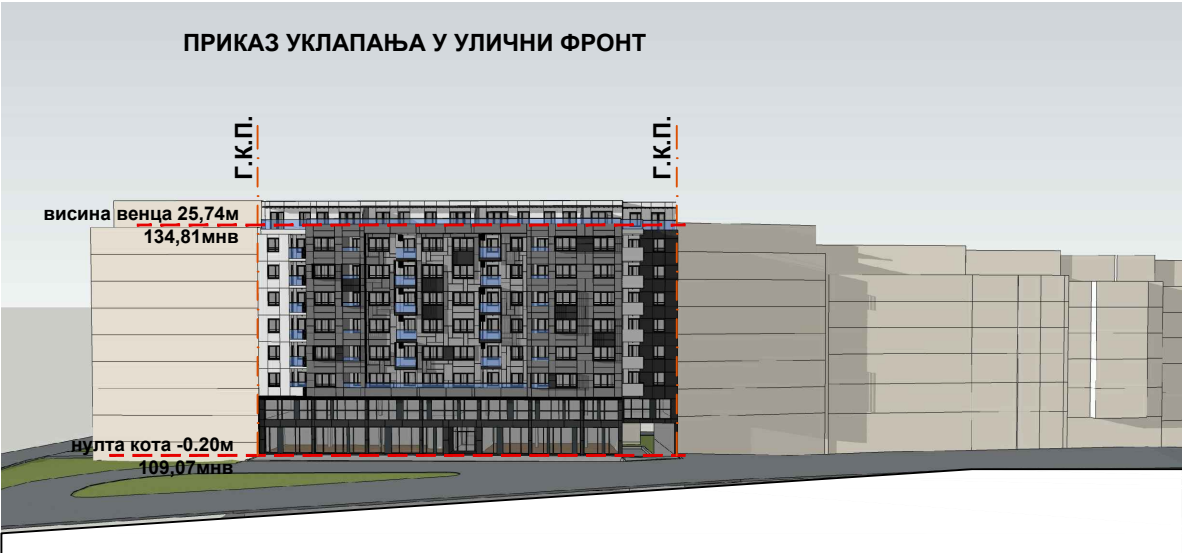 ПРИКАЗ УКЛАПАЊА У УЛИЧНИ ФРОНТ
Г.К.П.
Г.К.П.
висина венца 25,74м
134,81мнв
нулта кота -0.20м
109,07мнв